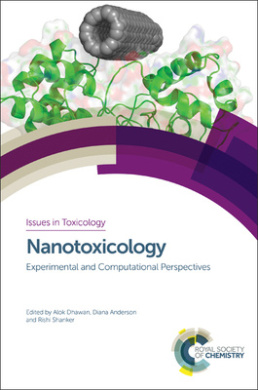 Issues in Toxicology
Nanotoxicology
Experimental and Computational Perspectives
Edited by Alok Dhawan, Diana Anderson
and Rishi Shanker
ROYAL SOCIETY
OF CHEMISTRY